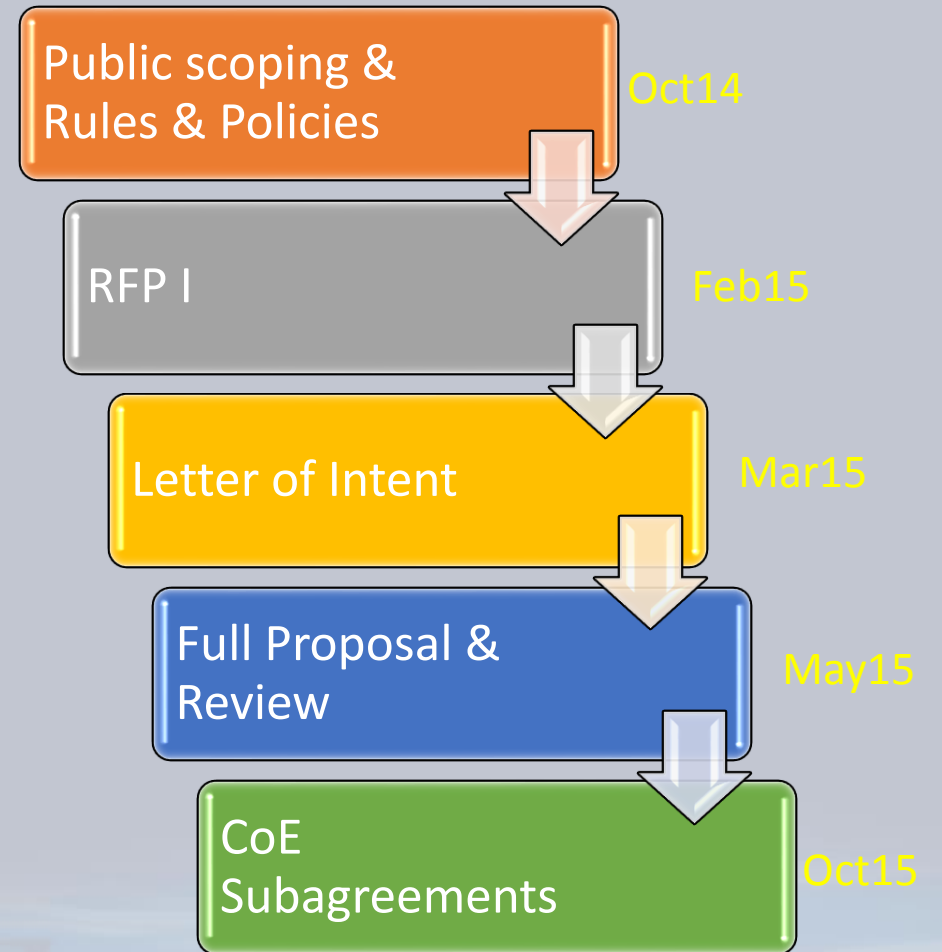 Public scoping &
Rules & Policies
Oct14
RFP I
Feb15
Letter of Intent
Mar15
Full Proposal &
Review
May15
CoE
Subagreements
Oct15